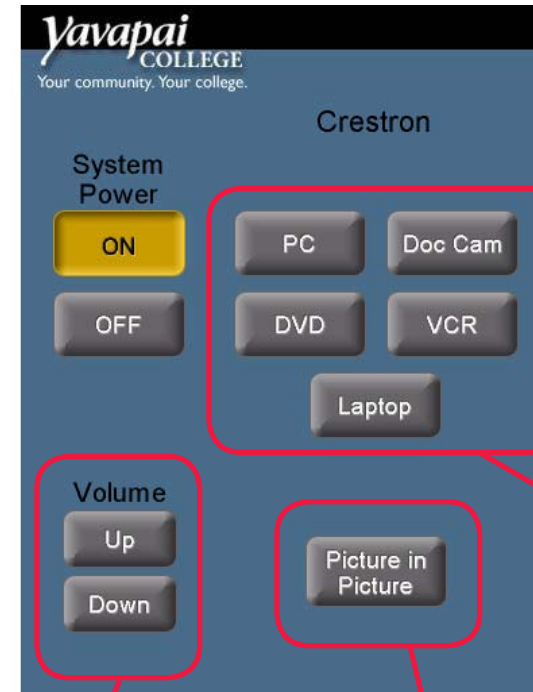 Yavapai
COLLEGE
Your community. Your college.
Crestron
System
Power
ON
PC
Doc Cam
OFF
DVD
VCR
Laptop
Volume
Up
Down
Picture in
Picture